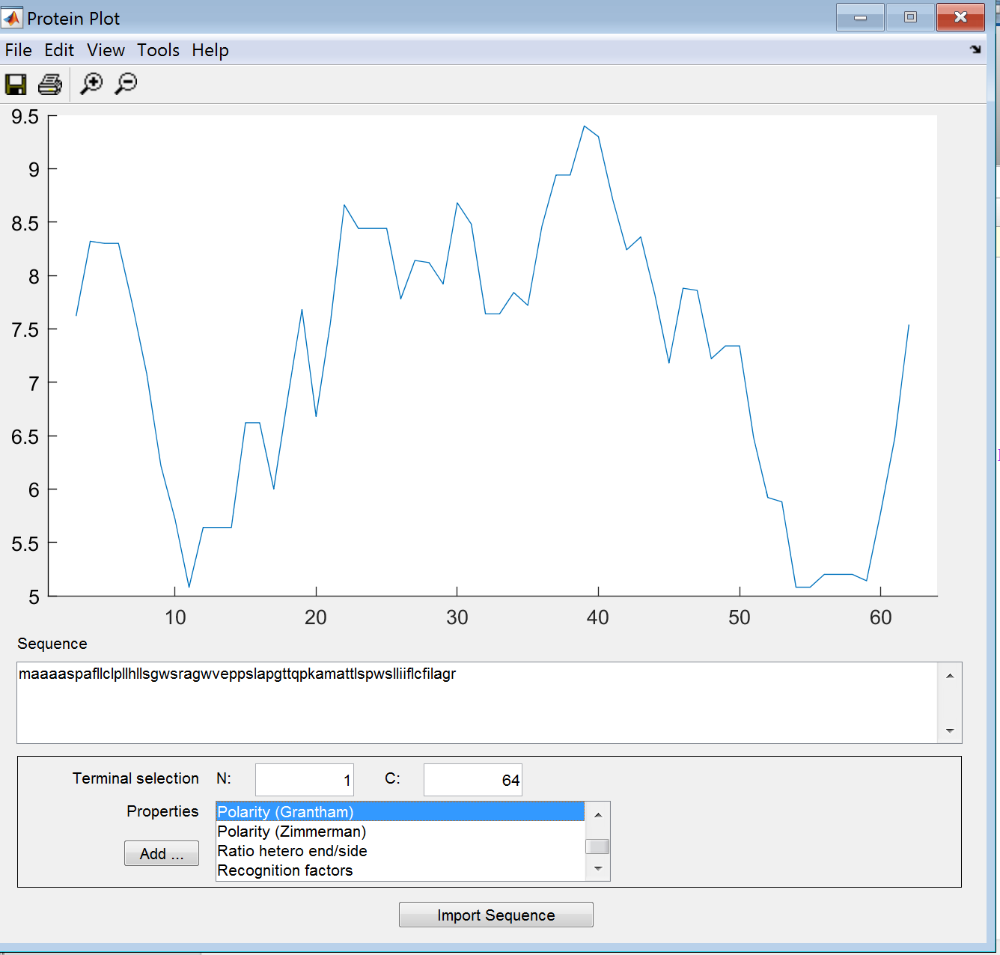 Protein Plot
File Edit View Tools Help
9.5
9
8.5
8
7.5
7
6.5
6
5.5
5
10 20 30 40 50 60
Sequence
maaaaspafllclpllhllsgwsragwveppslapgttqpkamattlspwslliiflcfilagr
Terminal selection N: 1 C: 64
Properties
Polarity (Grantham)
Polarity (Zimmerman)
Add ...
Ratio hetero end/side
Recognition factors
Import Sequence